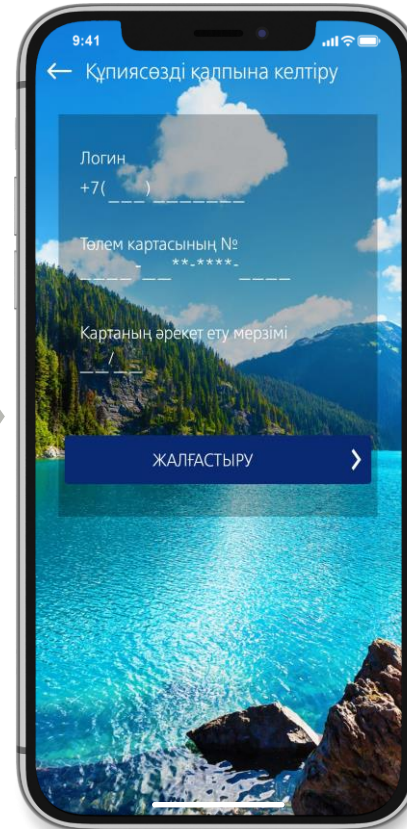 9:41
← Құпиясөзді қалпына келтіру
Логин
+7(___)_______
Төлем картасының №
____-__**-****-____
Картаның әрекет ету мерзімі
__/__
ЖАЛҒАСТЫРУ